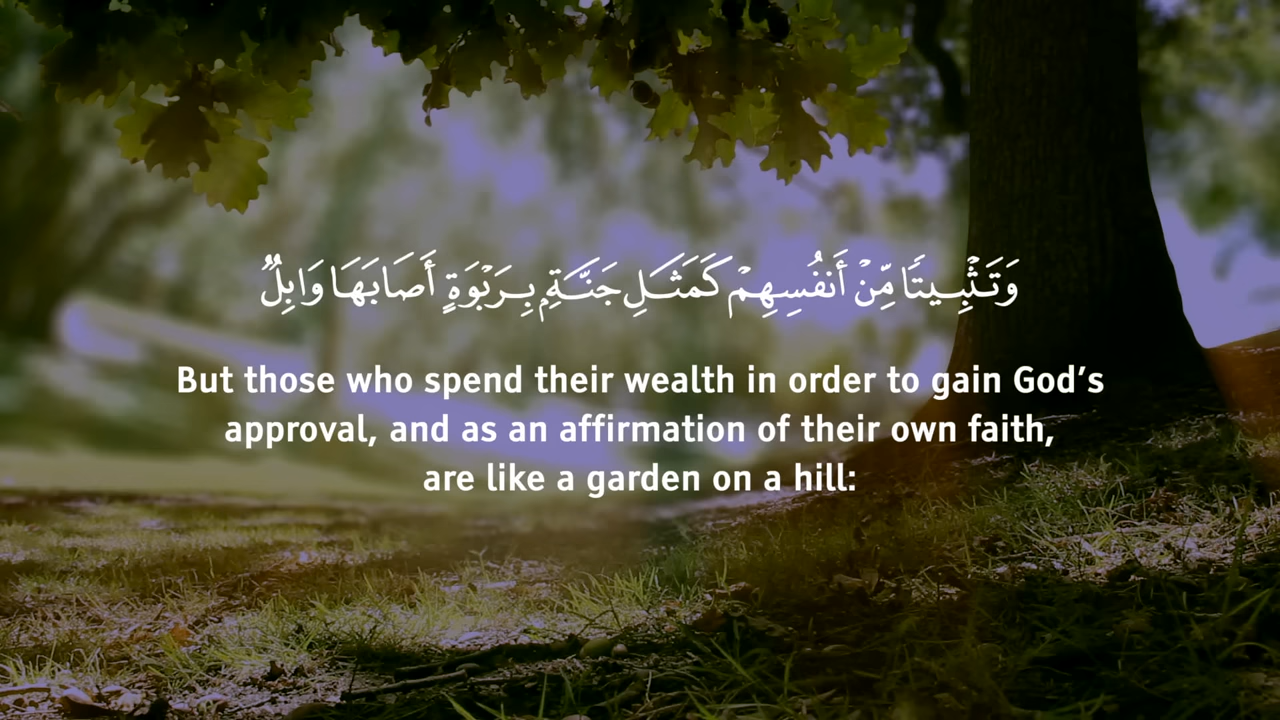 وَتَثْبِيتًا مِّنْ أَنفُسِهِمْ كَمَثَلِ جَنَّةٍۭ بِرَبْوَةٍ أَصَابَهَا وَابِلٌ
But those who spend their wealth in order to gain God’s
approval, and as an affirmation of their own faith,
are like a garden on a hill: